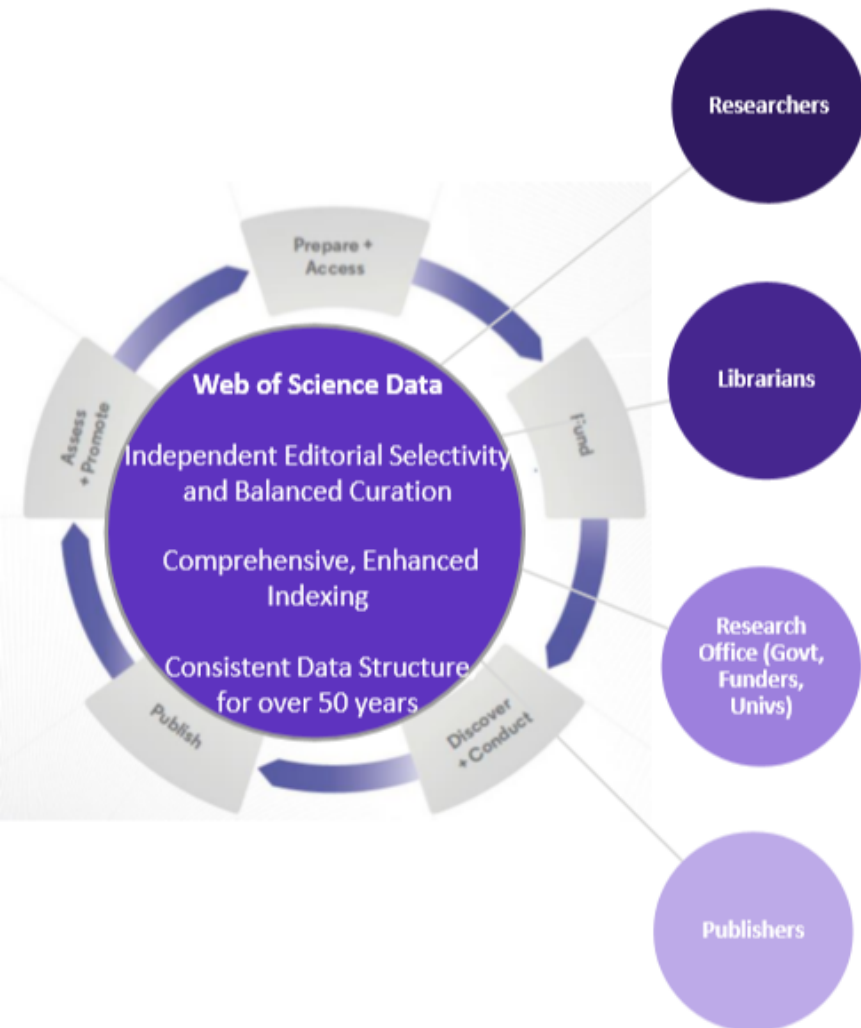 Researchers
Prepare +
Access
Web of Science Data
Librarians
Fund
Assess
+ Promote
Independent Editorial Selectivity
and Balanced Curation
Comprehensive, Enhanced
Indexing
Research
Office (Govt,
Funders,
Univs)
Consistent Data Structure
for over 50 years
Discover
+ Conduct
Publish
Publishers